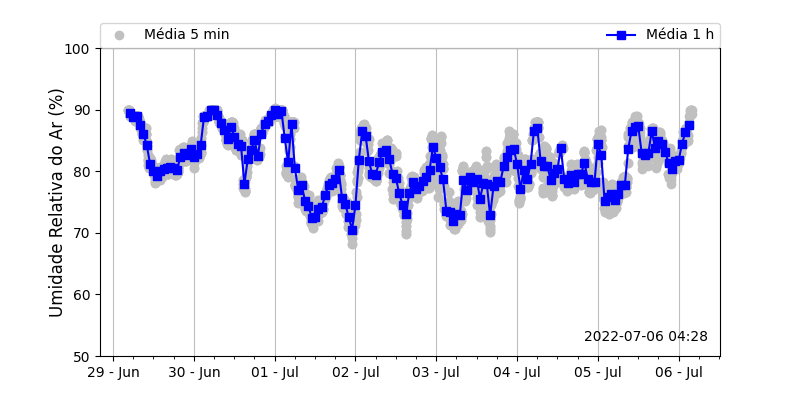 Média 5 min
Média 1 h
Umidade Relativa do Ar (%)
100
90
80
70
60
50
2022-07-06 04:28
29 - Jun
30 - Jun
01 - Jul
02 - Jul
03 - Jul
04 - Jul
05 - Jul
06 - Jul